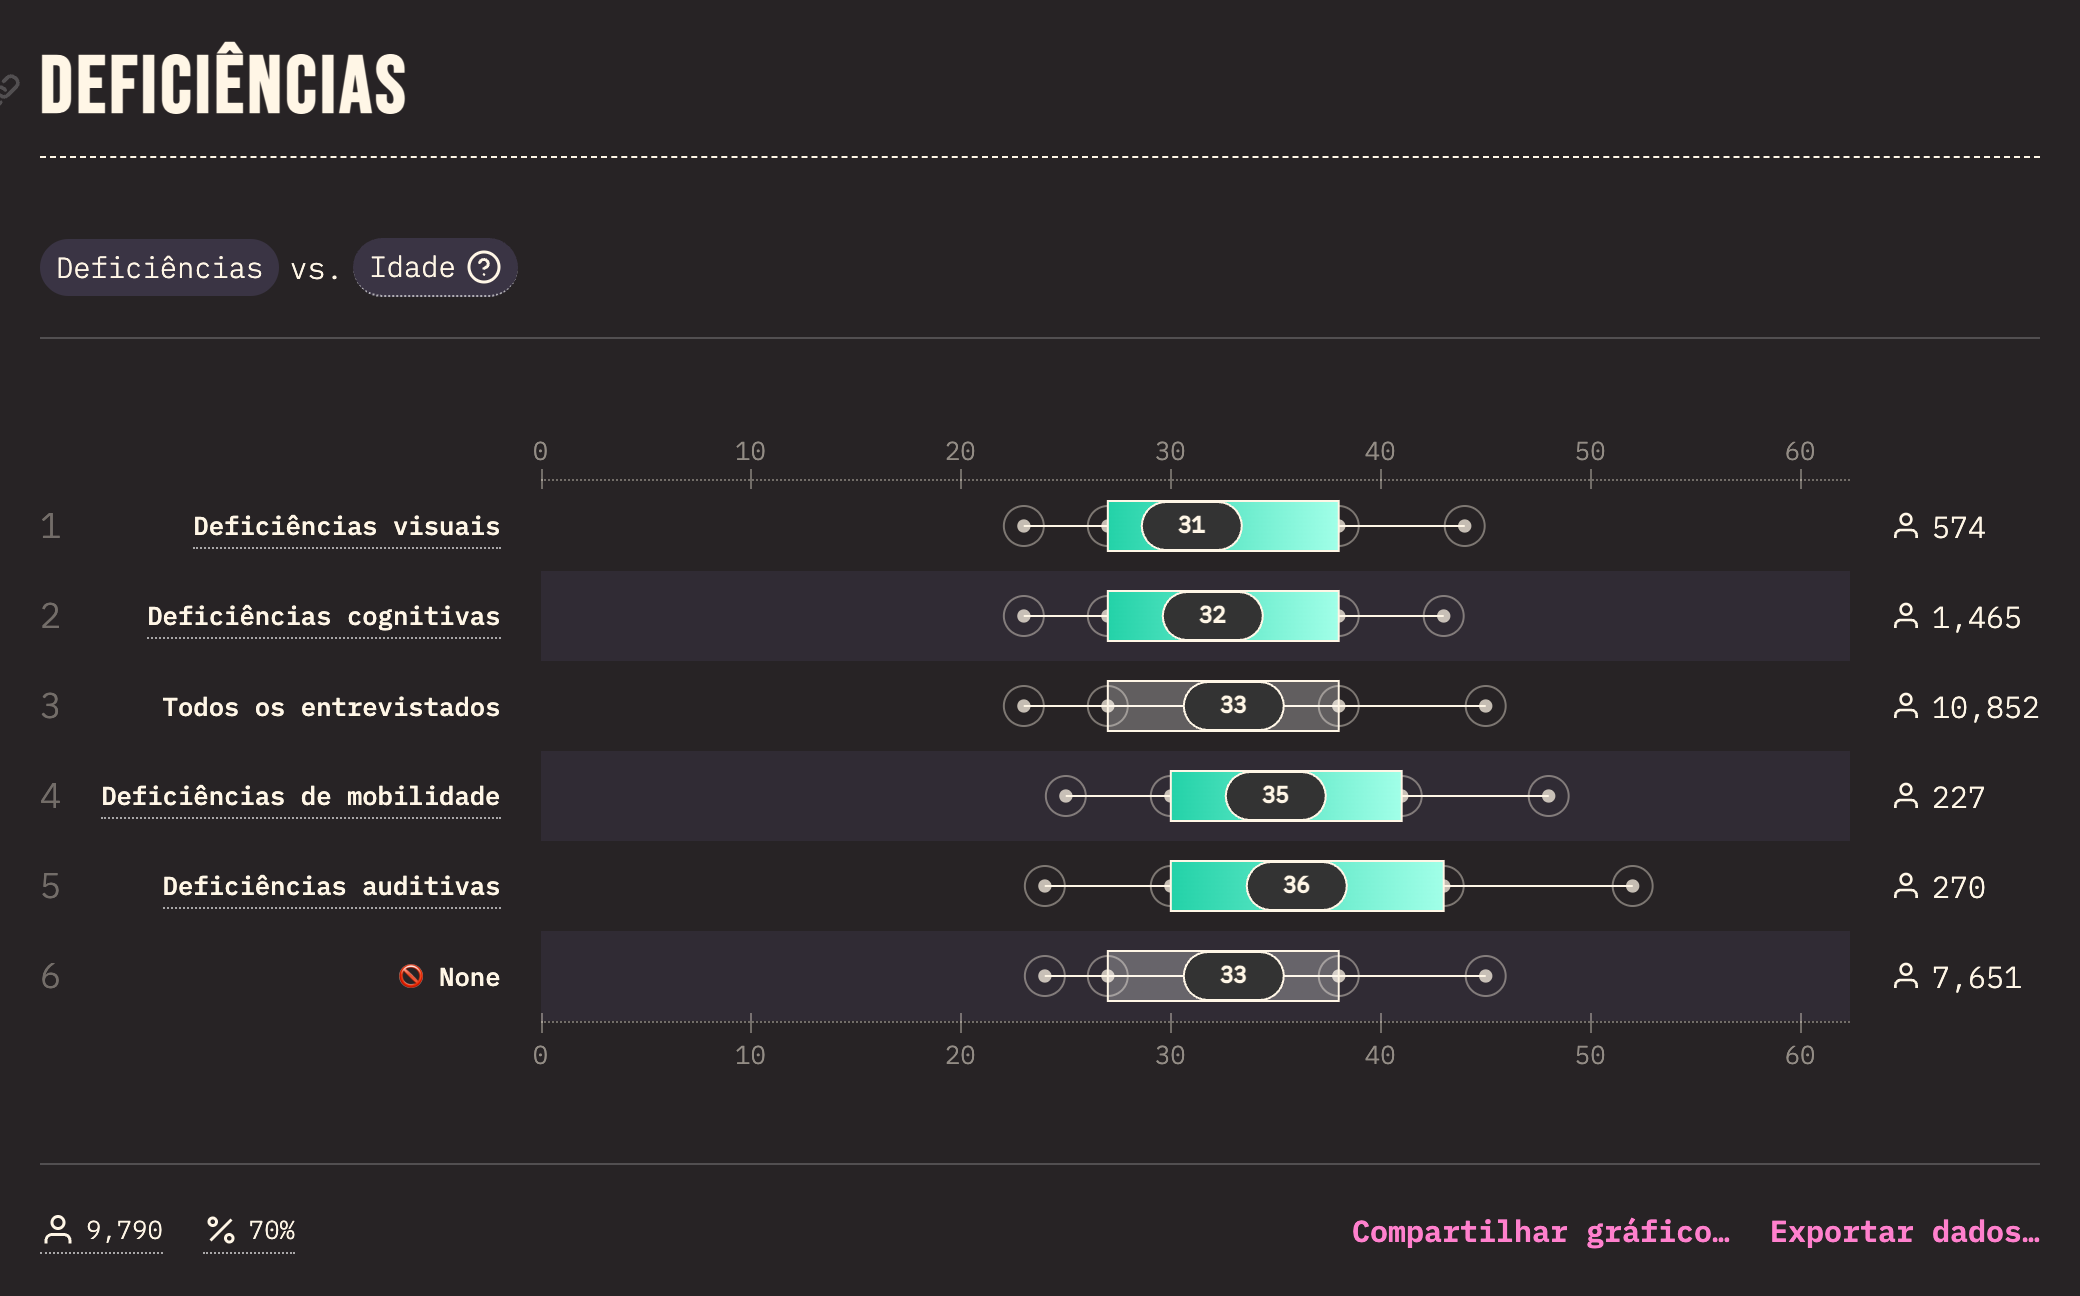 DEFICIÊNCIAS
Deficiências vs. Idade ?
0 10 20 30 40 50 60
1 Deficiências visuais 31 574
2 Deficiências cognitivas 32 1,465
3 Todos os entrevistados 33 10,852
4 Deficiências de mobilidade 35 227
5 Deficiências auditivas 36 270
6 None 33 7,651
0 10 20 30 40 50 60
9,790 70% Compartilhar gráfico… Exportar dados…